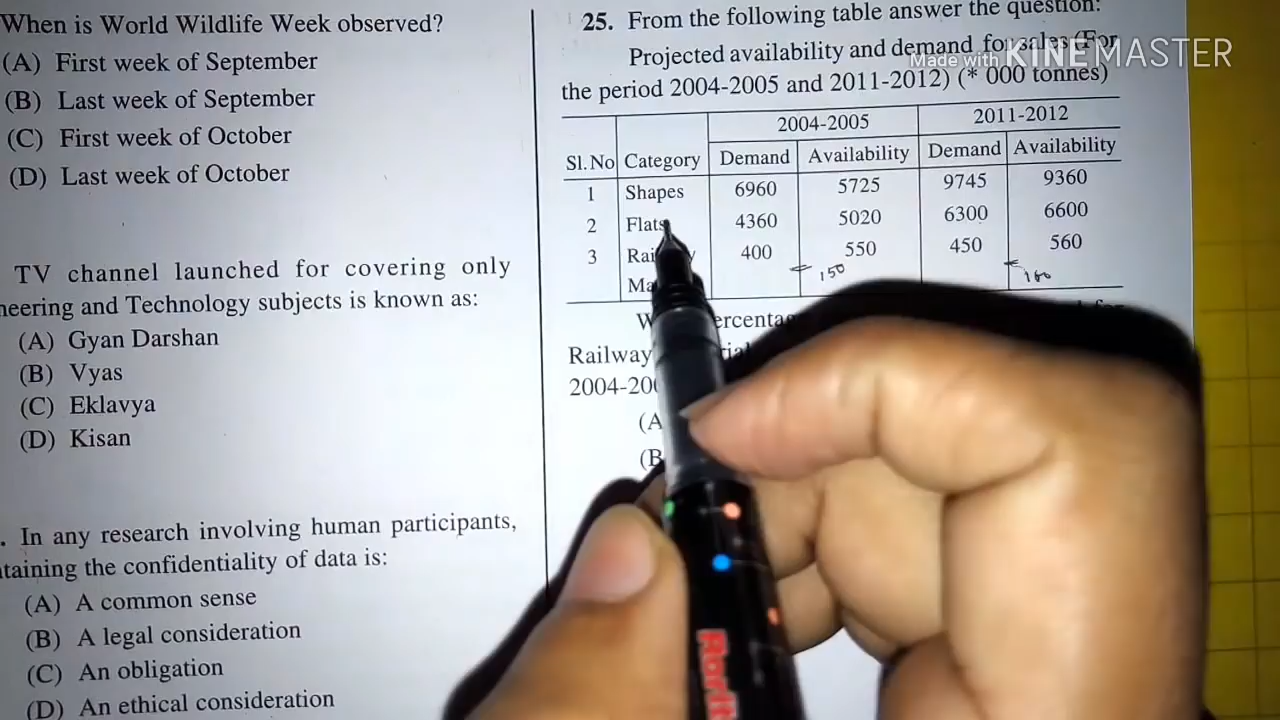 When is World Wildlife Week observed?
(A) First week of September
(B) Last week of September
(C) First week of October
(D) Last week of October
TV channel launched for covering only
neering and Technology subjects is known as:
(A) Gyan Darshan
(B) Vyas
(C) Eklavya
(D) Kisan
. In any research involving human participants,
ntaining the confidentiality of data is:
(A) A common sense
(B) A legal consideration
(C) An obligation
(D) An ethical consideration
25. From the following table answer the question:
Projected availability and demand for sales (For
the period 2004-2005 and 2011-2012) (* 000 tonnes)
2004-2005 2011-2012
Sl. No Category Demand Availability Demand Availability
1 Shapes 6960 5725 9745 9360
2 Flats 4360 5020 6300 6600
3 400 550 450 560
150
Railway
2004-20
(A
(B
Made with KINEMASTER
Rorito